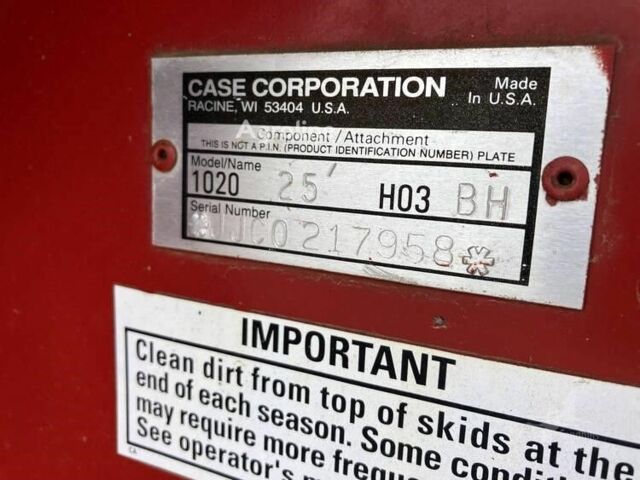 CASE CORPORATION
RACINE, WI 53404 U.S.A.
Made
In U.S.A.
Component/Attachment
THIS IS NOT A P.I.N. (PRODUCT IDENTIFICATION NUMBER) PLATE
Model/Name
1020 25' H03 BH
Serial Number
JJC0217958*
IMPORTANT
Clean dirt from top of skids at the
end of each season. Some
may require more
See operator's
CA